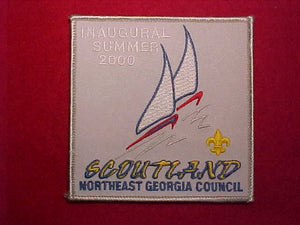 INAUGURAL
SUMMER
2000
SCOUTLAND
NORTHEAST GEORGIA COUNCIL